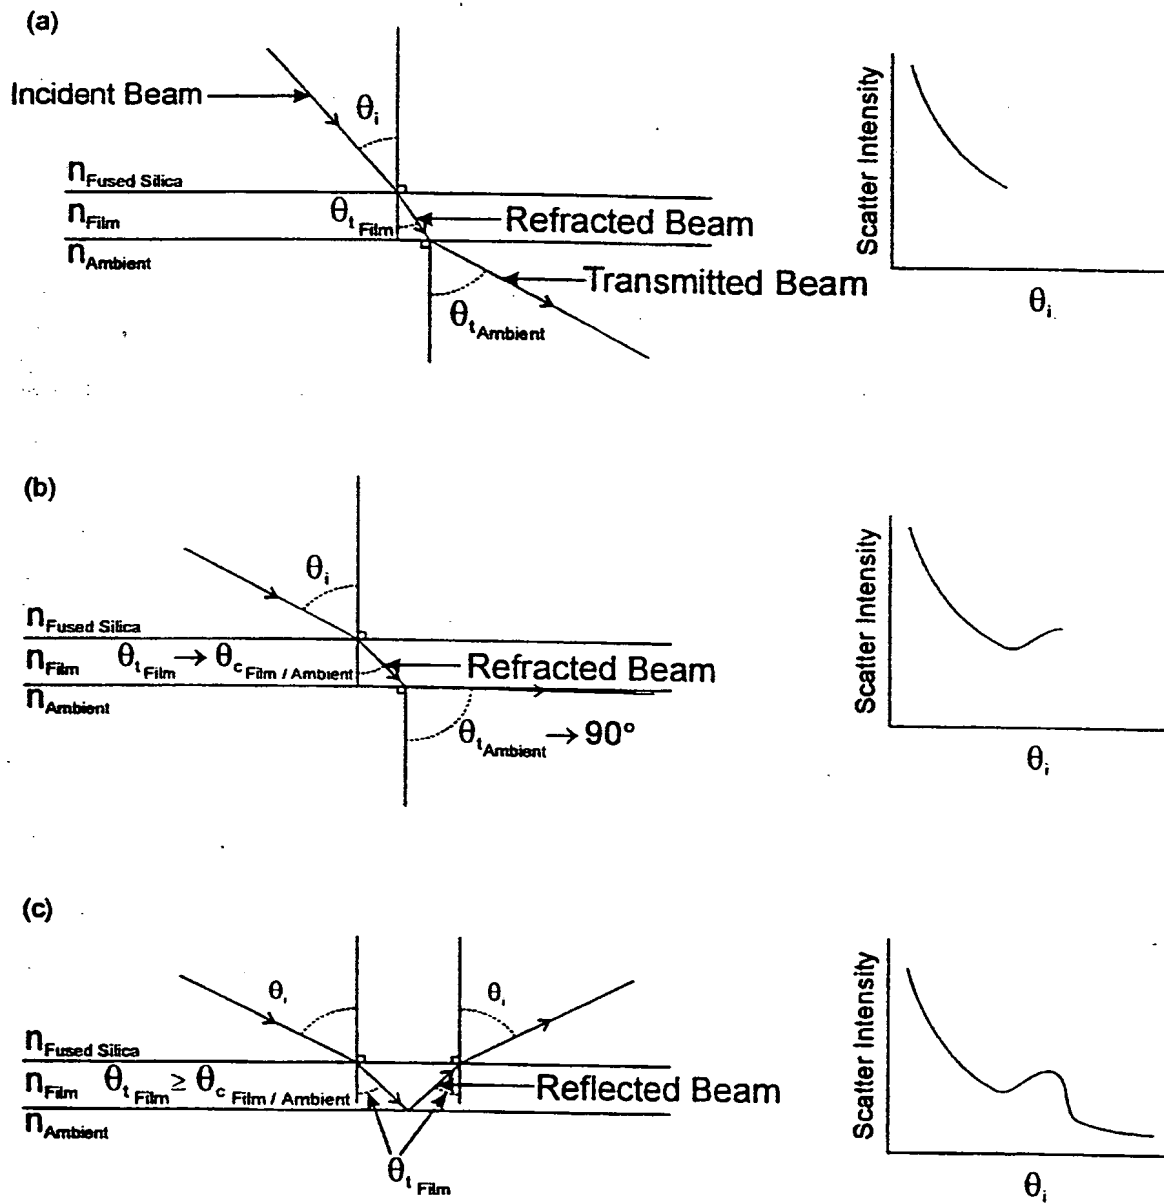 (a)
Incident Beam
θi
nFused Silica
nFilm
θtFilm
Refracted Beam
nAmbient
Transmitted Beam
θtAmbient
Scatter Intensity
θi
(b)
θi
nFused Silica
nFilm θtFilm → θcFilm / Ambient
Refracted Beam
nAmbient
θtAmbient → 90°
Scatter Intensity
θi
(c)
θi θi
nFused Silica
nFilm θtFilm ≥ θcFilm / Ambient
Reflected Beam
nAmbient
θtFilm
Scatter Intensity
θi